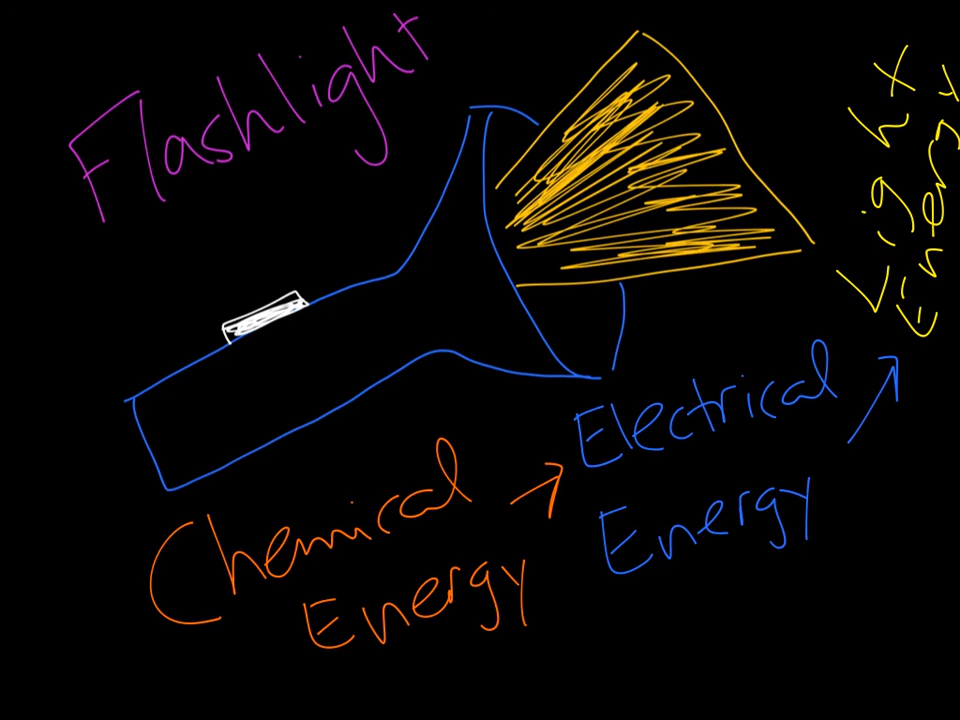 Flashlight
Chemical
Energy
→ Electrical
Energy
→ Light
Energy